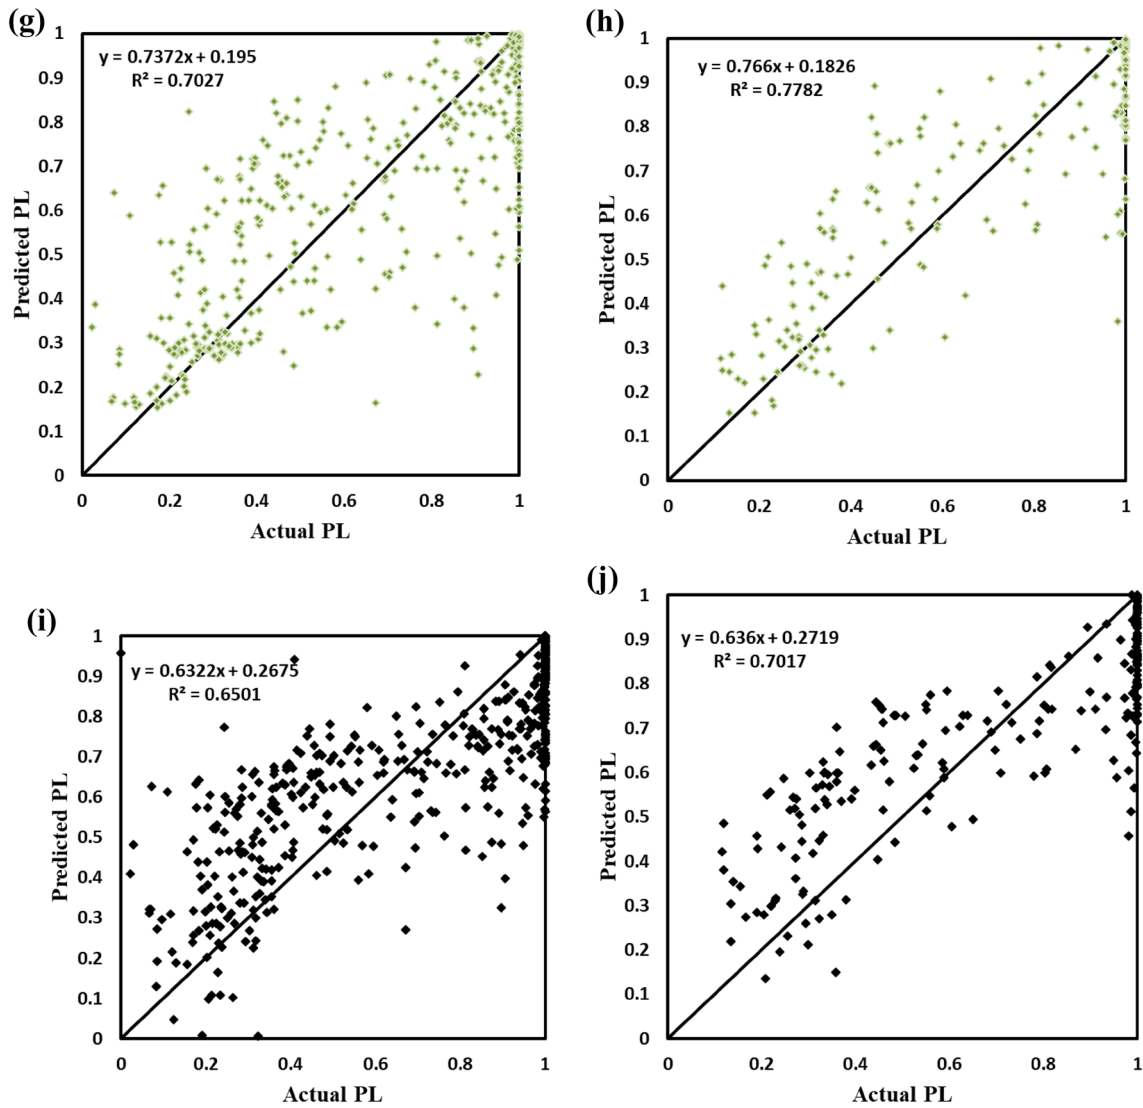 (g)
y = 0.7372x + 0.195
R² = 0.7027
1
0.9
0.8
0.7
0.6
0.5
0.4
0.3
0.2
0.1
0
Predicted PL
0 0.2 0.4 0.6 0.8 1
Actual PL
(h)
y = 0.766x + 0.1826
R² = 0.7782
1
0.9
0.8
0.7
0.6
0.5
0.4
0.3
0.2
0.1
0
Predicted PL
0 0.2 0.4 0.6 0.8 1
Actual PL
(i)
y = 0.6322x + 0.2675
R² = 0.6501
1
0.9
0.8
0.7
0.6
0.5
0.4
0.3
0.2
0.1
0
Predicted PL
0 0.2 0.4 0.6 0.8 1
Actual PL
(j)
y = 0.636x + 0.2719
R² = 0.7017
1
0.9
0.8
0.7
0.6
0.5
0.4
0.3
0.2
0.1
0
Predicted PL
0 0.2 0.4 0.6 0.8 1
Actual PL